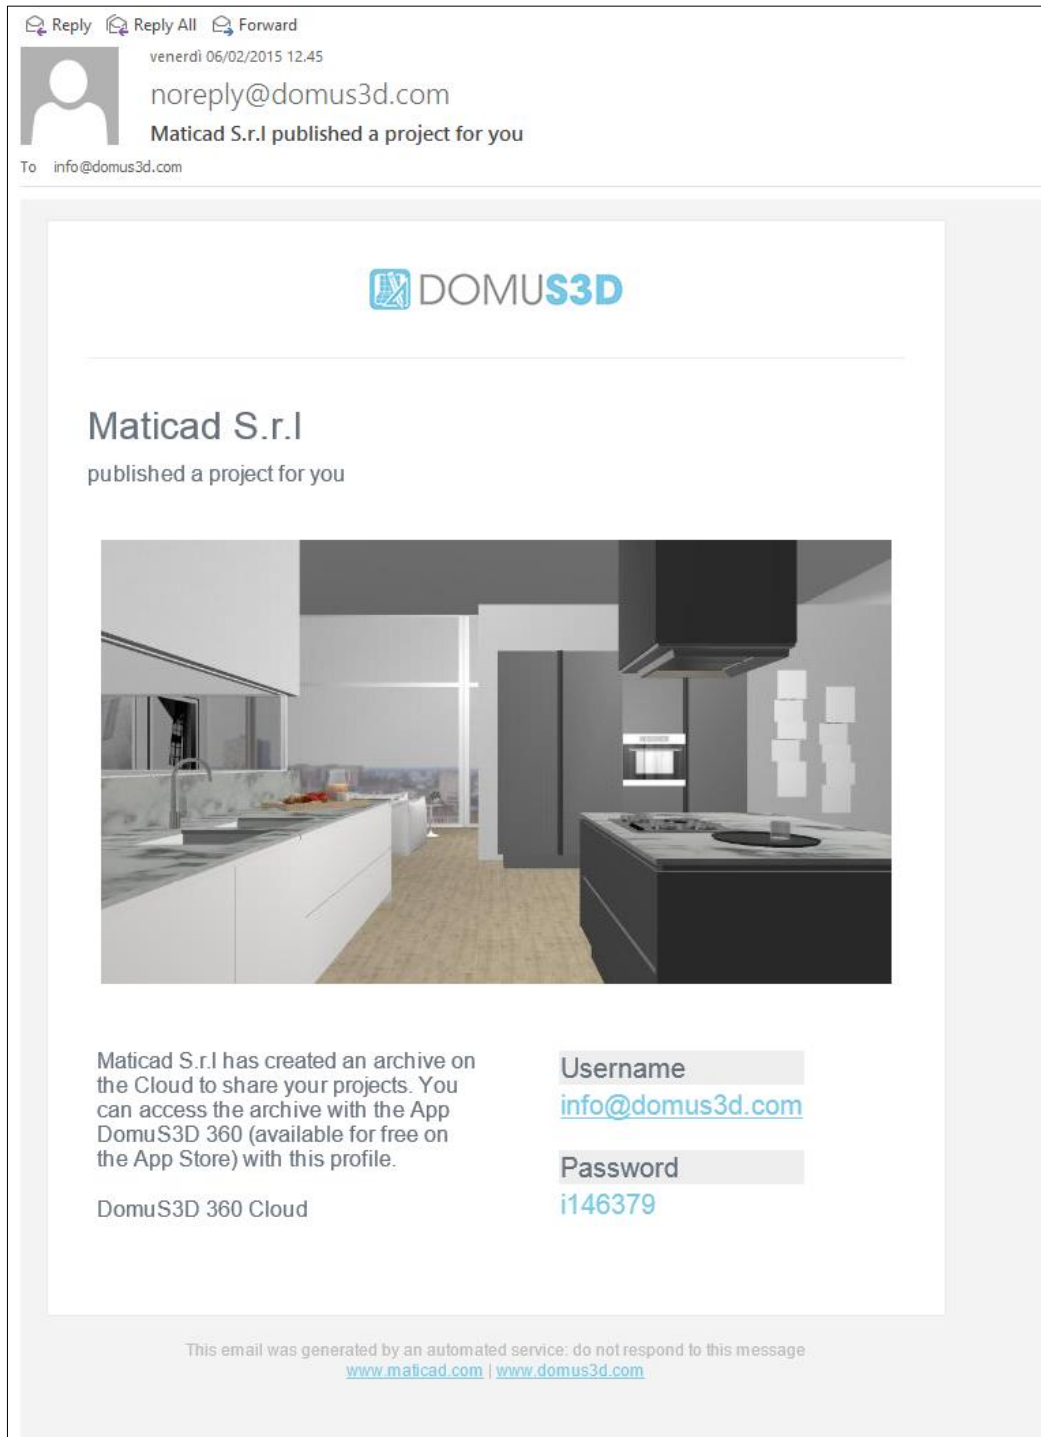 Reply Reply All Forward
venerdì 06/02/2015 12.45
noreply@domus3d.com
Maticad S.r.l published a project for you
To info@domus3d.com
DOMUS3D
Maticad S.r.l
published a project for you
Maticad S.r.l has created an archive on
the Cloud to share your projects. You
can access the archive with the App
DomuS3D 360 (available for free on
the App Store) with this profile.
DomuS3D 360 Cloud
Username
info@domus3d.com
Password
i146379
This email was generated by an automated service: do not respond to this message
www.maticad.com | www.domus3d.com